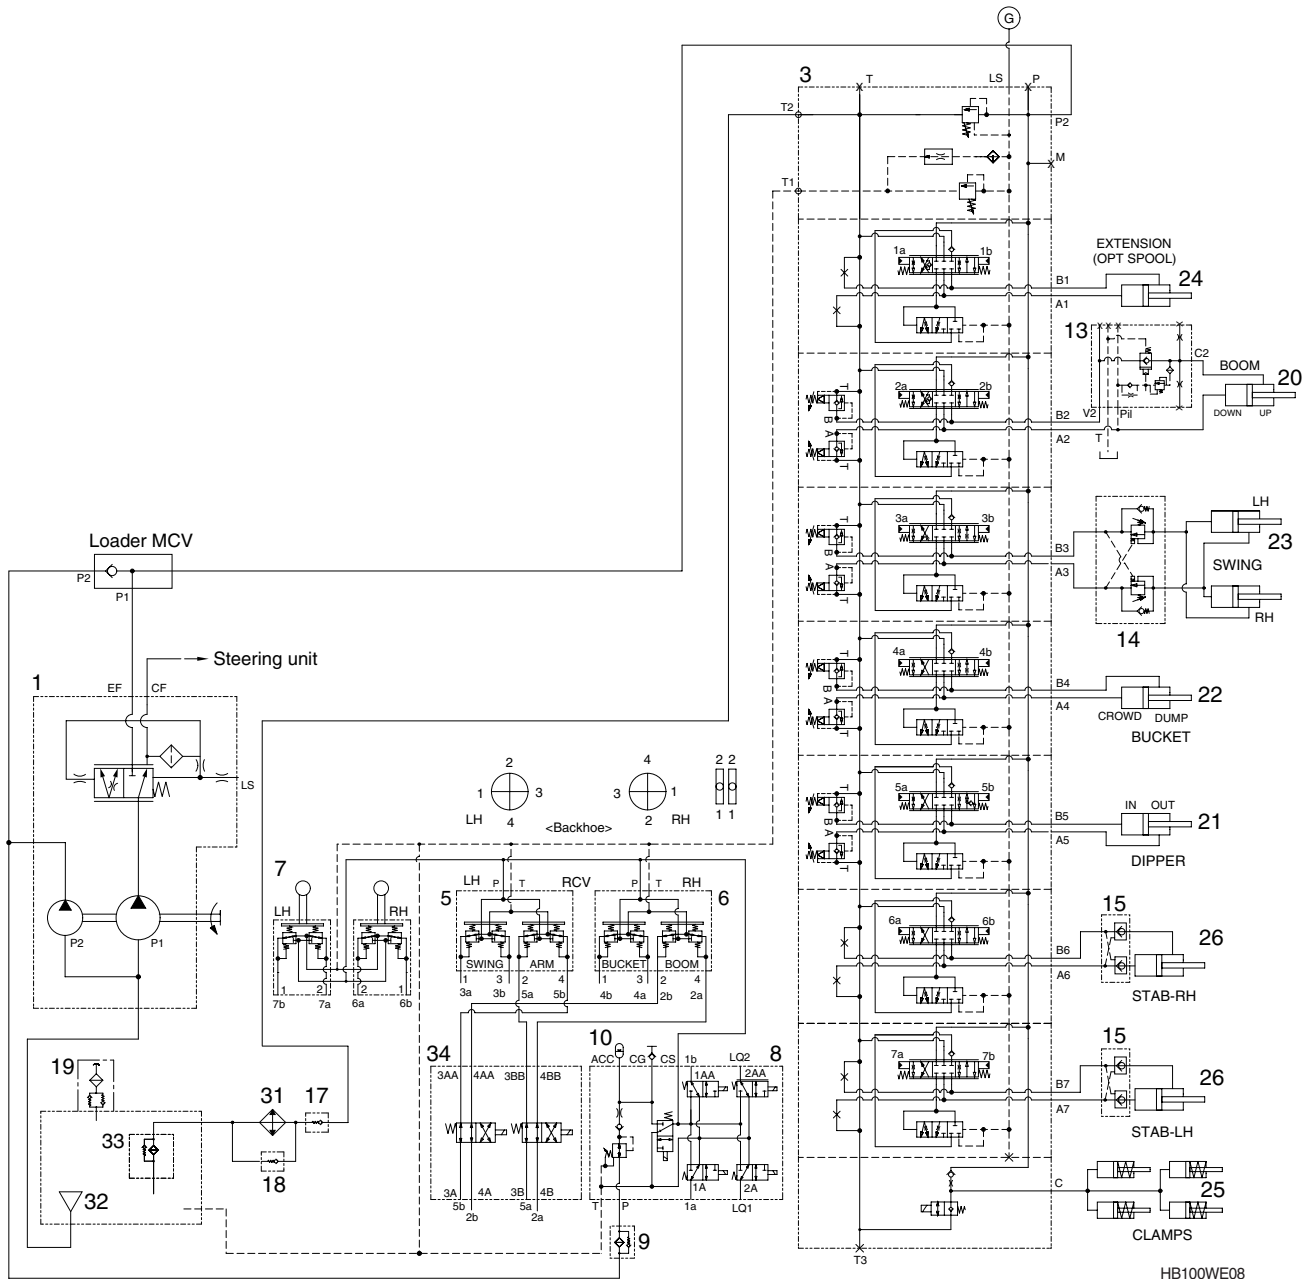 G
3
T
LS
P
T2
P2
M
T1
EXTENSION
(OPT SPOOL)
24
1a
1b
B1
A1
13
C2
BOOM
20
DOWN
UP
V2
Pil
T
2a
2b
T
B
A
T
B2
A2
3a
3b
T
B
A
T
B3
A3
LH
23
SWING
RH
14
Loader MCV
P2
P1
Steering unit
1
EF
CF
LS
P2
P1
4a
4b
T
B
A
T
B4
A4
22
CROWD
DUMP
BUCKET
2
1
3
LH
4
<Backhoe>
4
3
1
2
RH
2 2
1 1
5a
5b
T
B
A
T
B5
A5
IN
OUT
21
DIPPER
7
LH
RH
1
2
2
1
7b
7a
6a
6b
5
LH
P
T
RCV
P
T
RH
6
SWING
ARM
BUCKET
BOOM
1
3
2
4
1
3
2
4
3a
3b
5a
5b
4b
4a
2b
2a
6a
6b
B6
A6
15
26
STAB-RH
7a
7b
B7
A7
15
26
STAB-LH
19
33
32
31
17
18
34
3AA
4AA
3BB
4BB
3A
4A
3B
4B
5b
5a
2b
2a
10
ACC
CG
CS
1b
LQ2
8
1AA
2AA
1A
2A
T
P
1a
LQ1
9
C
25
CLAMPS
T3
HB100WE08